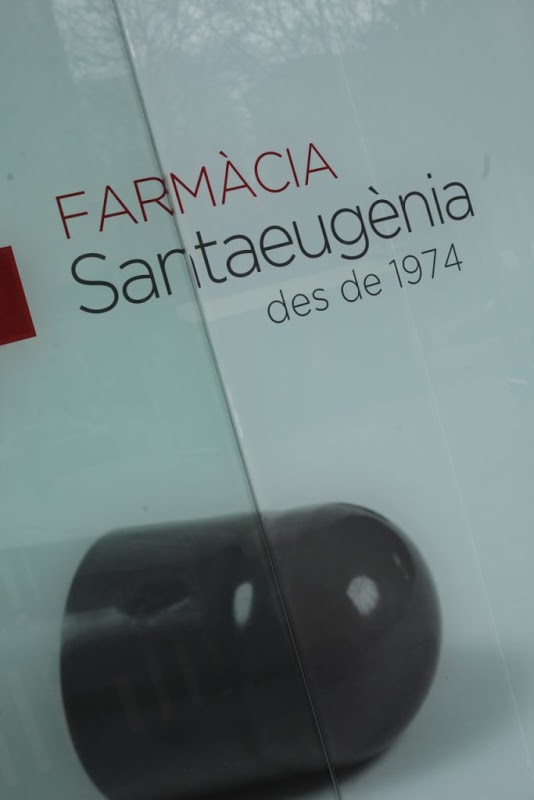 FARMÀCIA
Santaeugènia
des de 1974